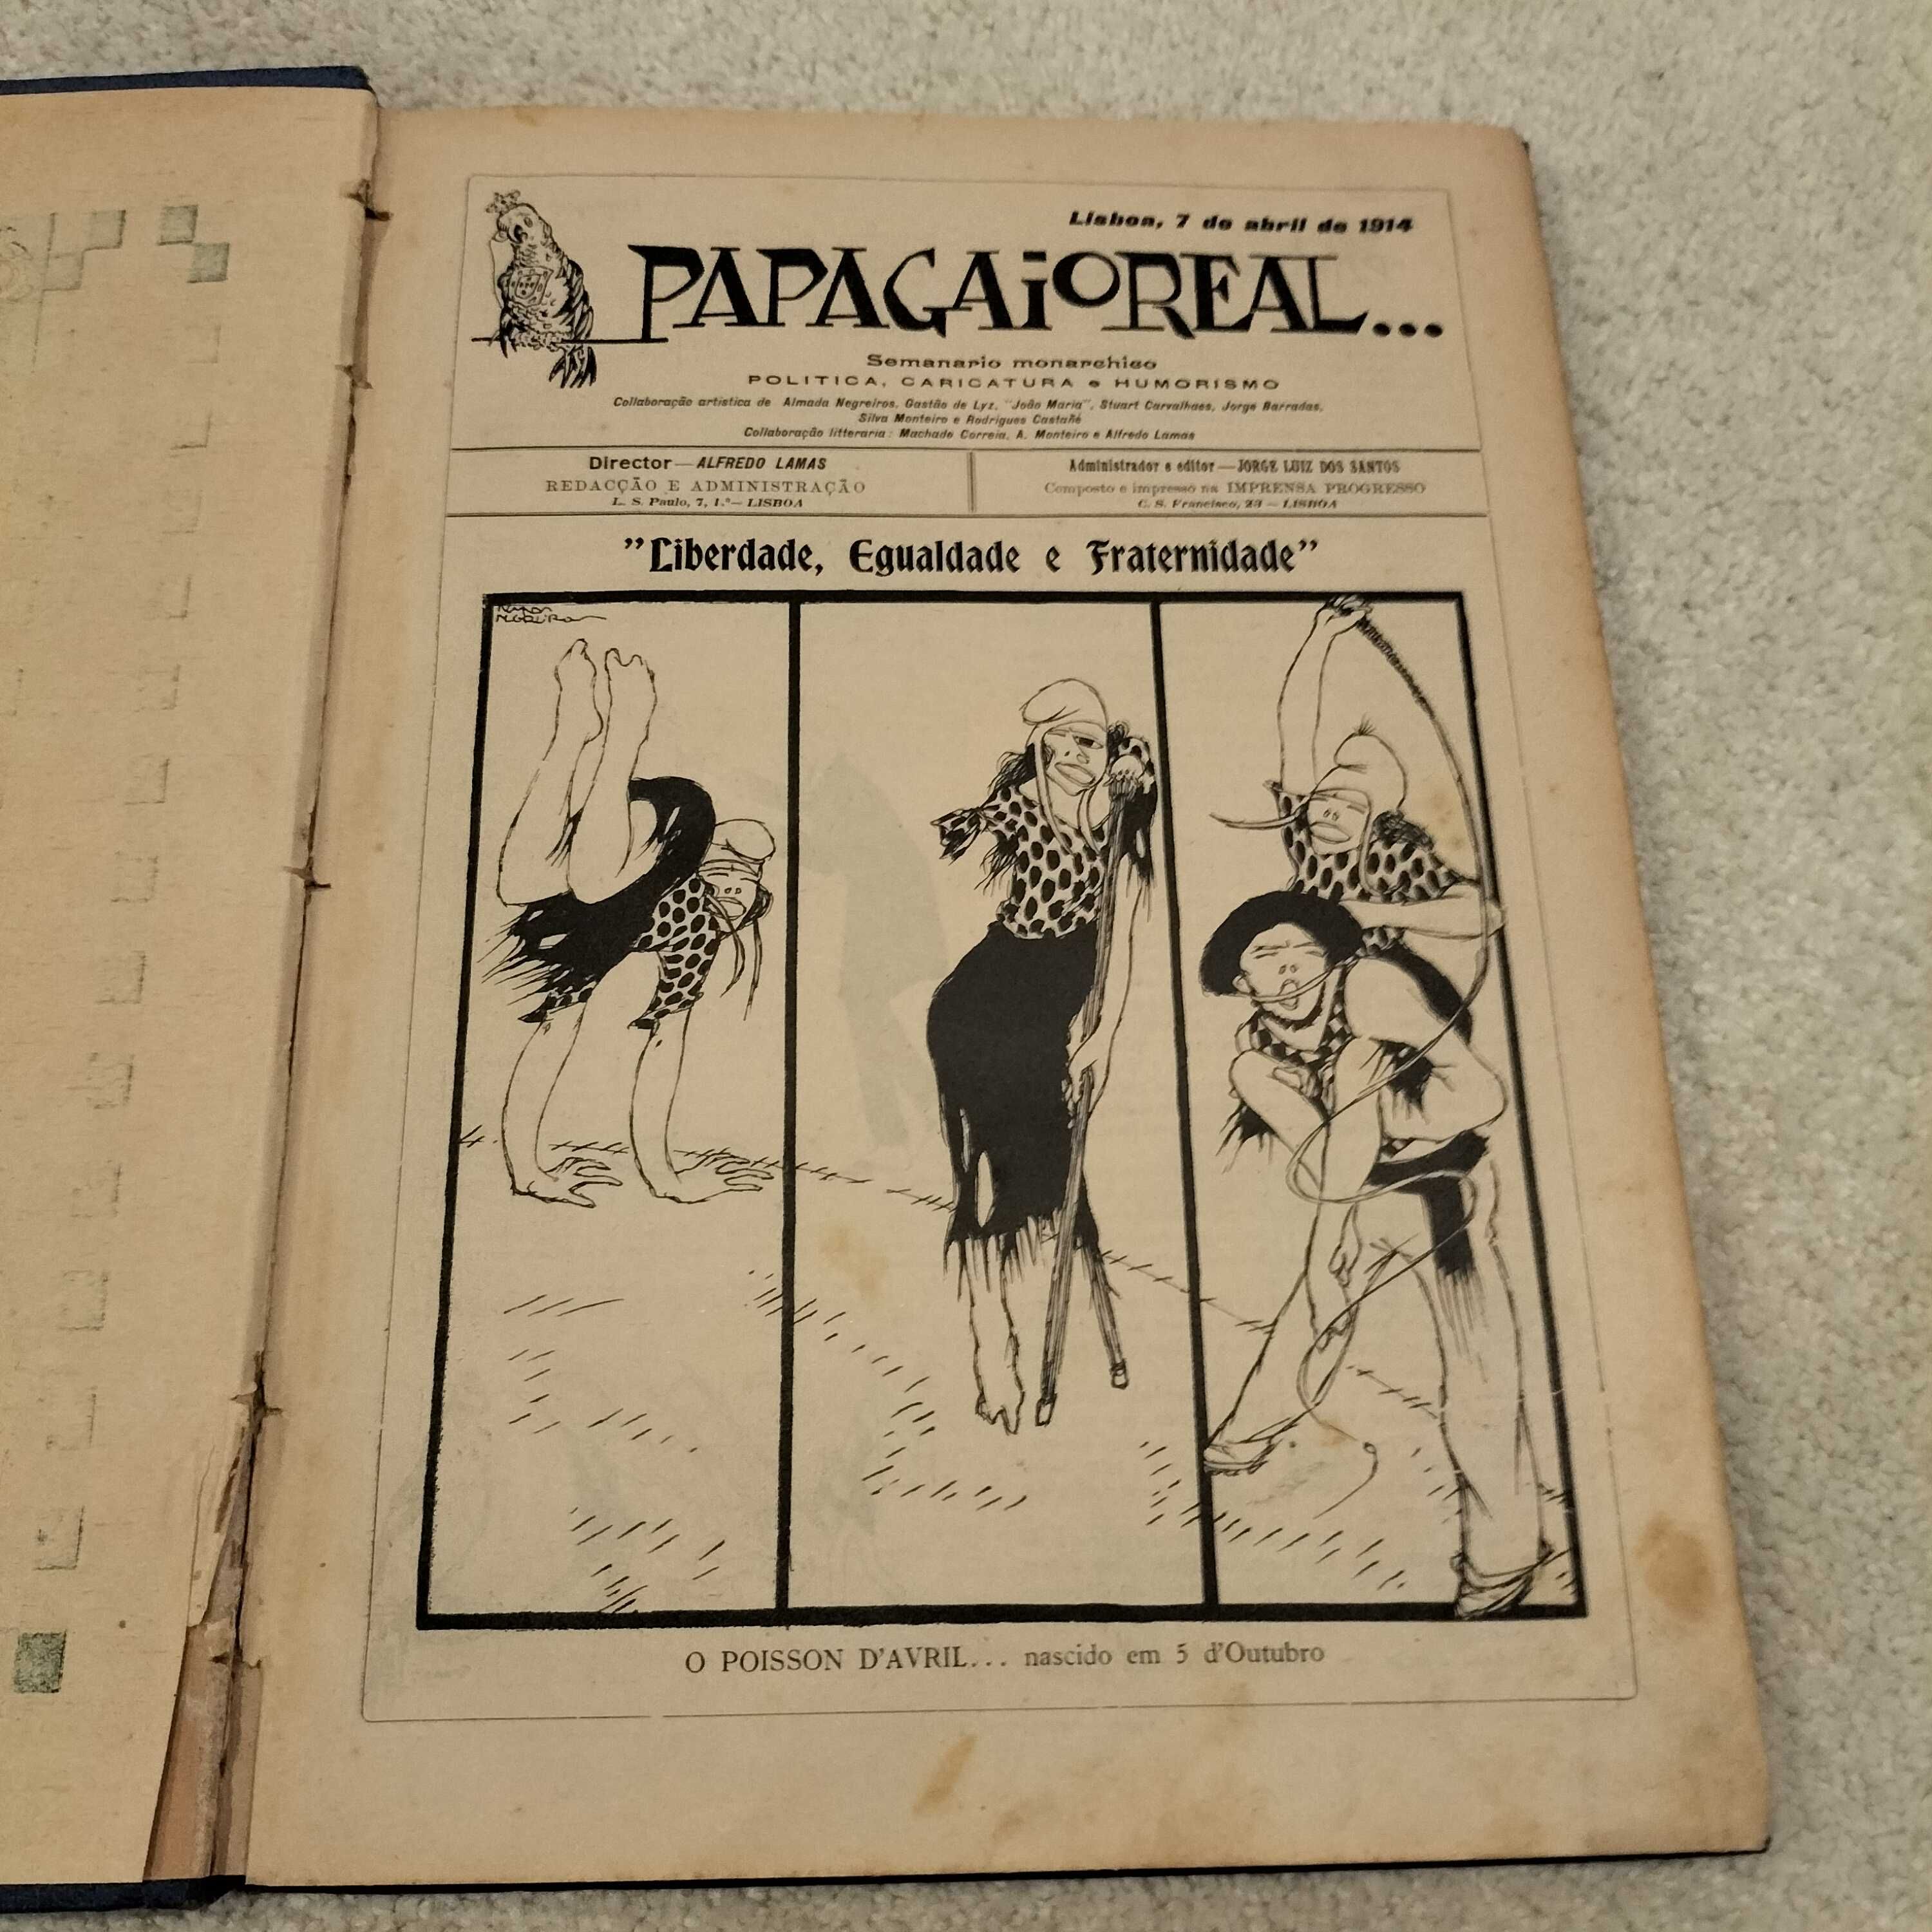 Lisboa, 7 de abril de 1914
PAPAGAiOREAL...
Semanario monarchico
POLITICA, CARICATURA e HUMORISMO
Collaboração artistica de Almada Negreiros, Gastão de Lyz, "João Maria", Stuart Carvalhaes, Jorge Barradas,
Silva Monteiro e Rodrigues Castañé
Collaboração litteraria: Machado Correia, A. Monteiro e Alfredo Lamas
Director—ALFREDO LAMAS
REDACÇÃO E ADMINISTRAÇÃO
L. S. Paulo, 7, 1.º—LISBOA
Administrador e editor—JORGE LUIZ DOS SANTOS
Composto e impresso na IMPRENSA PROGRESSO
C. S. Francisco, 23 — LISBOA
"Liberdade, Egualdade e Fraternidade"
O POISSON D'AVRIL... nascido em 5 d'Outubro